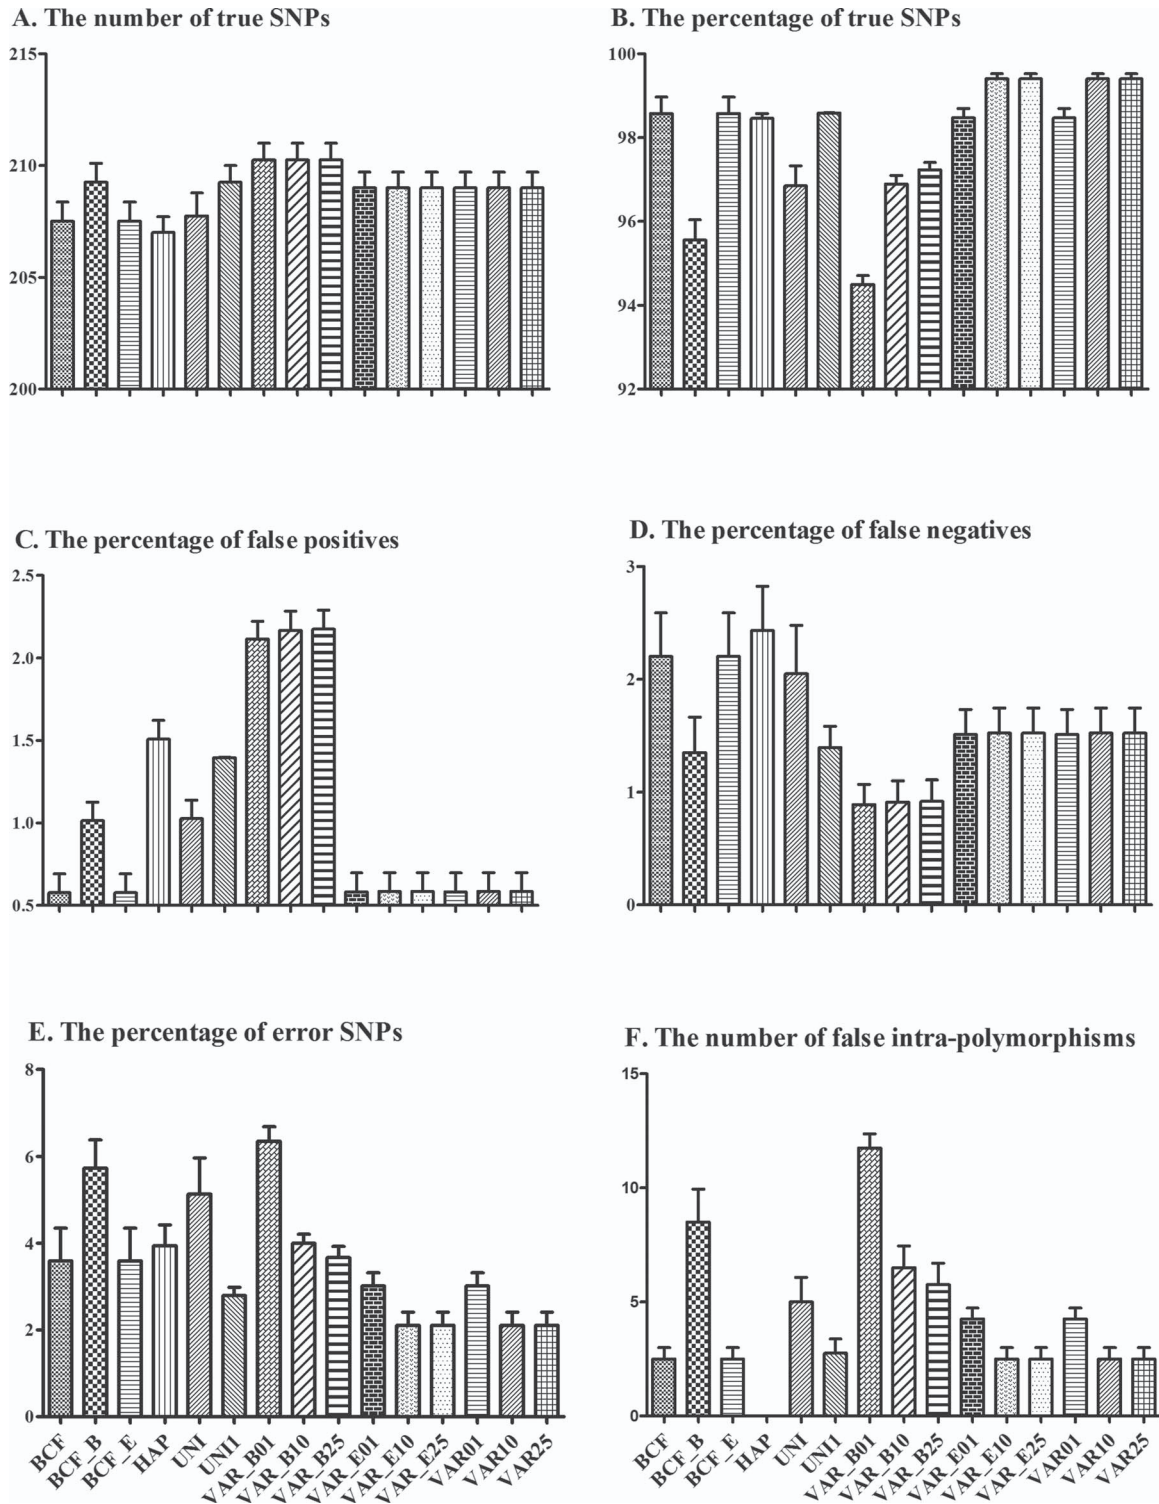 A. The number of true SNPs
215
210
205
200
B. The percentage of true SNPs
100
98
96
94
92
C. The percentage of false positives
2.5
2.0
1.5
1.0
0.5
D. The percentage of false negatives
3
2
1
0
E. The percentage of error SNPs
8
6
4
2
0
BCF
BCF_B
BCF_E
HAP
UNI
UNI1
VAR_B01
VAR_B10
VAR_B25
VAR_E01
VAR_E10
VAR_E25
VAR01
VAR10
VAR25
F. The number of false intra-polymorphisms
15
10
5
0
BCF
BCF_B
BCF_E
HAP
UNI
UNI1
VAR_B01
VAR_B10
VAR_B25
VAR_E01
VAR_E10
VAR_E25
VAR01
VAR10
VAR25